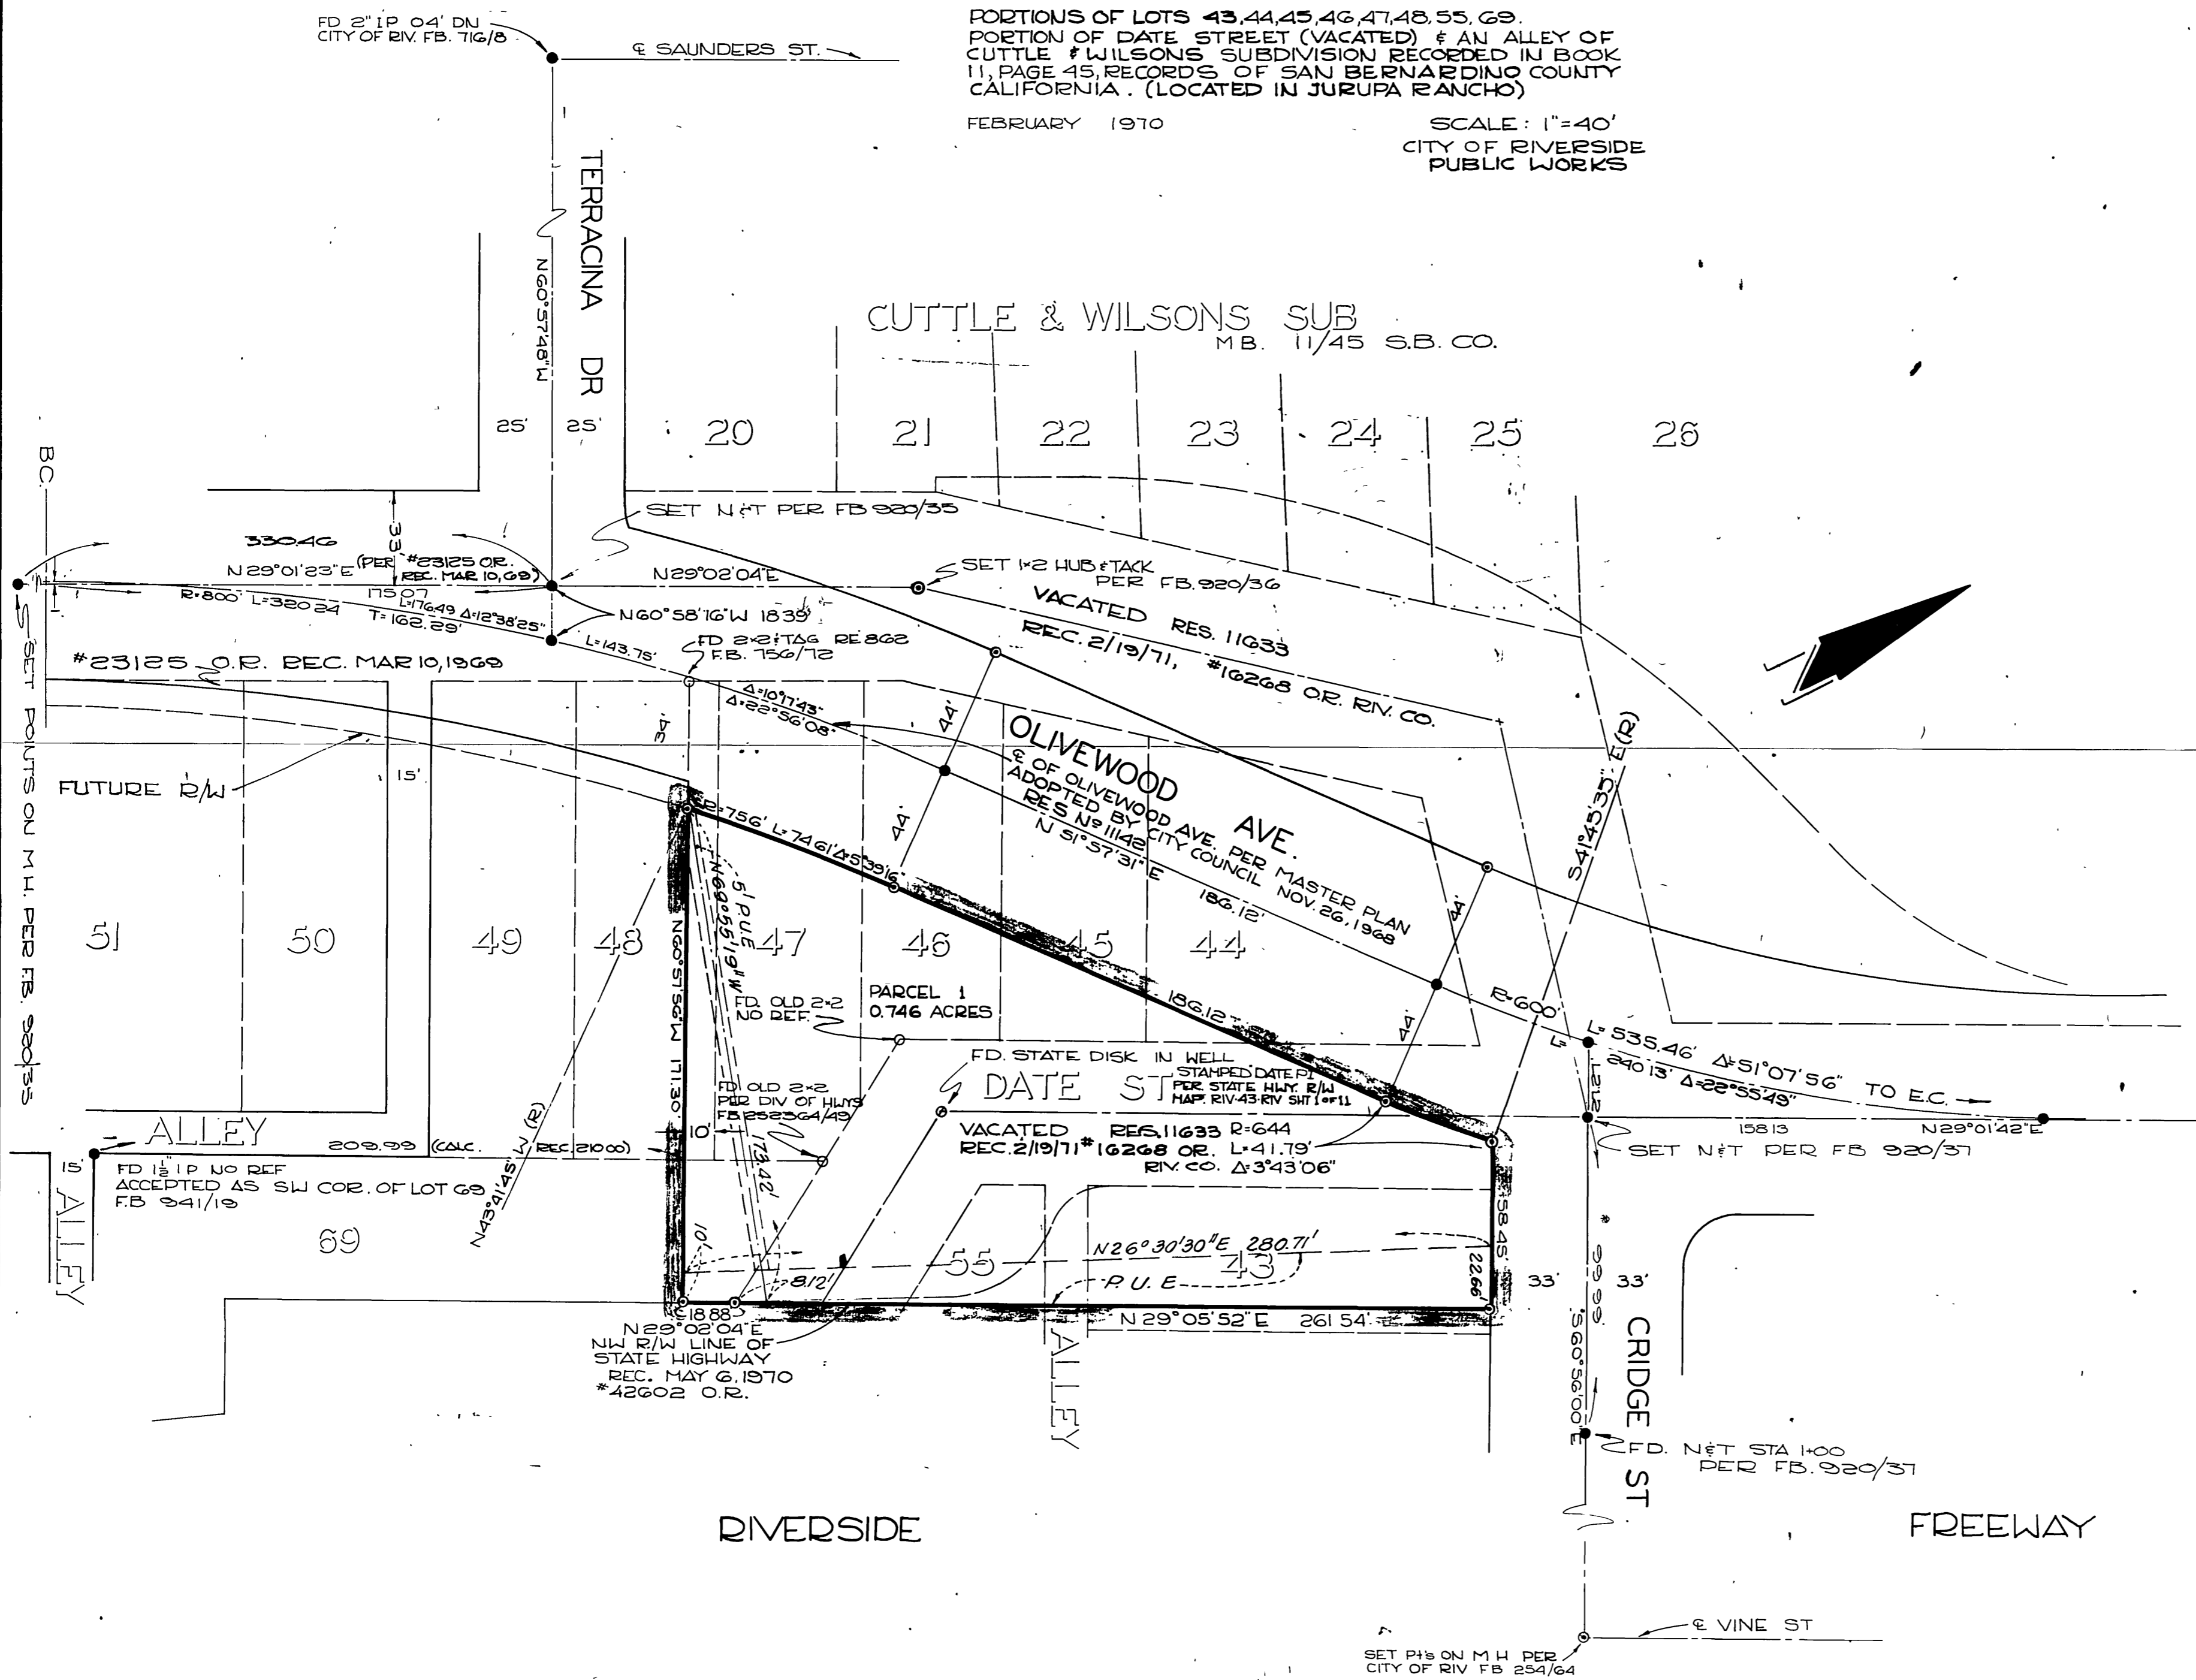 PORTIONS OF LOTS 43,44,45,46,47,48,55,69.
PORTION OF DATE STREET (VACATED) & AN ALLEY OF
CUTTLE & WILSONS SUBDIVISION RECORDED IN BOOK
11, PAGE 45, RECORDS OF SAN BERNARDINO COUNTY
CALIFORNIA. (LOCATED IN JURUPA RANCHO)
FEBRUARY 1970
SCALE: 1"=40'
CITY OF RIVERSIDE
PUBLIC WORKS
FD 2" IP 04' DN
CITY OF RIV. FB. 716/8
℄ SAUNDERS ST.
TERRACINA DR
N60°57'48"W
CUTTLE & WILSONS SUB
MB. 11/45 S.B. CO.
25'
25'
20
21
22
23
24
25
26
B.C.
33'
SET N&T PER FB 920/35
330.46
N29°01'23"E (PER #23125 O.R.
REC. MAR 10,69)
175.07
R=800' L=320.24
L=176.49 Δ=12°38'25"
T=162.29'
N29°02'04"E
SET 1×2 HUB & TACK
PER FB. 920/36
N60°58'16"W 18.39'
L=143.75'
FD 2×2 & TAG RE 862
F.B. 756/72
VACATED RES. 11633
REC. 2/19/71, #16268 O.R. RIV. CO.
#23125 O.R. REC. MAR 10,1969
SET POINTS ON M.H. PER FB. 920/35
Δ=10°17'43"
Δ=22°56'08"
34'
44'
44'
OLIVEWOOD AVE.
℄ OF OLIVEWOOD AVE. PER MASTER PLAN
ADOPTED BY CITY COUNCIL NOV. 26, 1968
RES Nº 11142
N 51°57'31" E 186.12'
S41°45'35" E(R)
FUTURE R/W
15'
R=756' L=74.61' Δ=5°39'16"
5' P.U.E
N69°55'19"W
N60°57'56"W 171.30'
51
50
49
48
47
46
45
44
44'
44'
186.12'
PARCEL 1
0.746 ACRES
FD. OLD 2×2
NO REF.
R=600'
L= 535.46' Δ=51°07'56" TO E.C.
240.13' Δ=22°55'49"
27.12'
158.13
N29°01'42"E
SET N&T PER FB 920/37
FD. STATE DISK IN WELL
STAMPED DATE PI
PER STATE HWY. R/W
MAP RIV-43-RIV SHT 1 OF 11
DATE ST
FD OLD 2×2
PER DIV OF HWYS
FB 252364/49
10'
173.42'
VACATED RES. 11633
REC. 2/19/71 #16268 OR.
RIV. CO.
R=644
L=41.79'
Δ=3°43'06"
ALLEY
209.99 (CALC. REC. 210.00)
15'
FD 1½" IP NO REF
ACCEPTED AS SW COR. OF LOT 69
F.B 941/19
ALLEY
N43°41'45" W (R)
69
10'
8.12'
55
43
N26°30'30"E 280.71'
P.U.E
58.45'
22.66'
33'
33'
* 99.99'
S60°56'00"E
CRIDGE ST
18.88
N29°02'04"E
NW R/W LINE OF
STATE HIGHWAY
REC. MAY 6, 1970
#42602 O.R.
N 29°05'52"E 261.54'
ALLEY
FD. N&T STA 1+00
PER FB. 920/37
RIVERSIDE
FREEWAY
℄ VINE ST
SET Pt's ON M H PER
CITY OF RIV FB 254/64